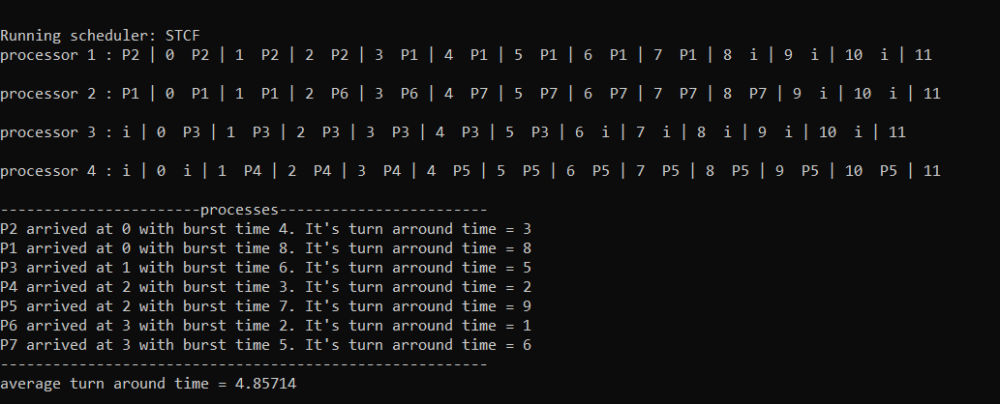 Running scheduler: STCF
processor 1 : P2 | 0  P2 | 1  P2 | 2  P2 | 3  P1 | 4  P1 | 5  P1 | 6  P1 | 7  P1 | 8  i | 9  i | 10  i | 11
processor 2 : P1 | 0  P1 | 1  P1 | 2  P6 | 3  P6 | 4  P7 | 5  P7 | 6  P7 | 7  P7 | 8  P7 | 9  i | 10  i | 11
processor 3 : i | 0  P3 | 1  P3 | 2  P3 | 3  P3 | 4  P3 | 5  P3 | 6  i | 7  i | 8  i | 9  i | 10  i | 11
processor 4 : i | 0  i | 1  P4 | 2  P4 | 3  P4 | 4  P5 | 5  P5 | 6  P5 | 7  P5 | 8  P5 | 9  P5 | 10  P5 | 11
-----------------------processes------------------------
P2 arrived at 0 with burst time 4. It's turn arround time = 3
P1 arrived at 0 with burst time 8. It's turn arround time = 8
P3 arrived at 1 with burst time 6. It's turn arround time = 5
P4 arrived at 2 with burst time 3. It's turn arround time = 2
P5 arrived at 2 with burst time 7. It's turn arround time = 9
P6 arrived at 3 with burst time 2. It's turn arround time = 1
P7 arrived at 3 with burst time 5. It's turn arround time = 6
--------------------------------------------------------
average turn around time = 4.85714